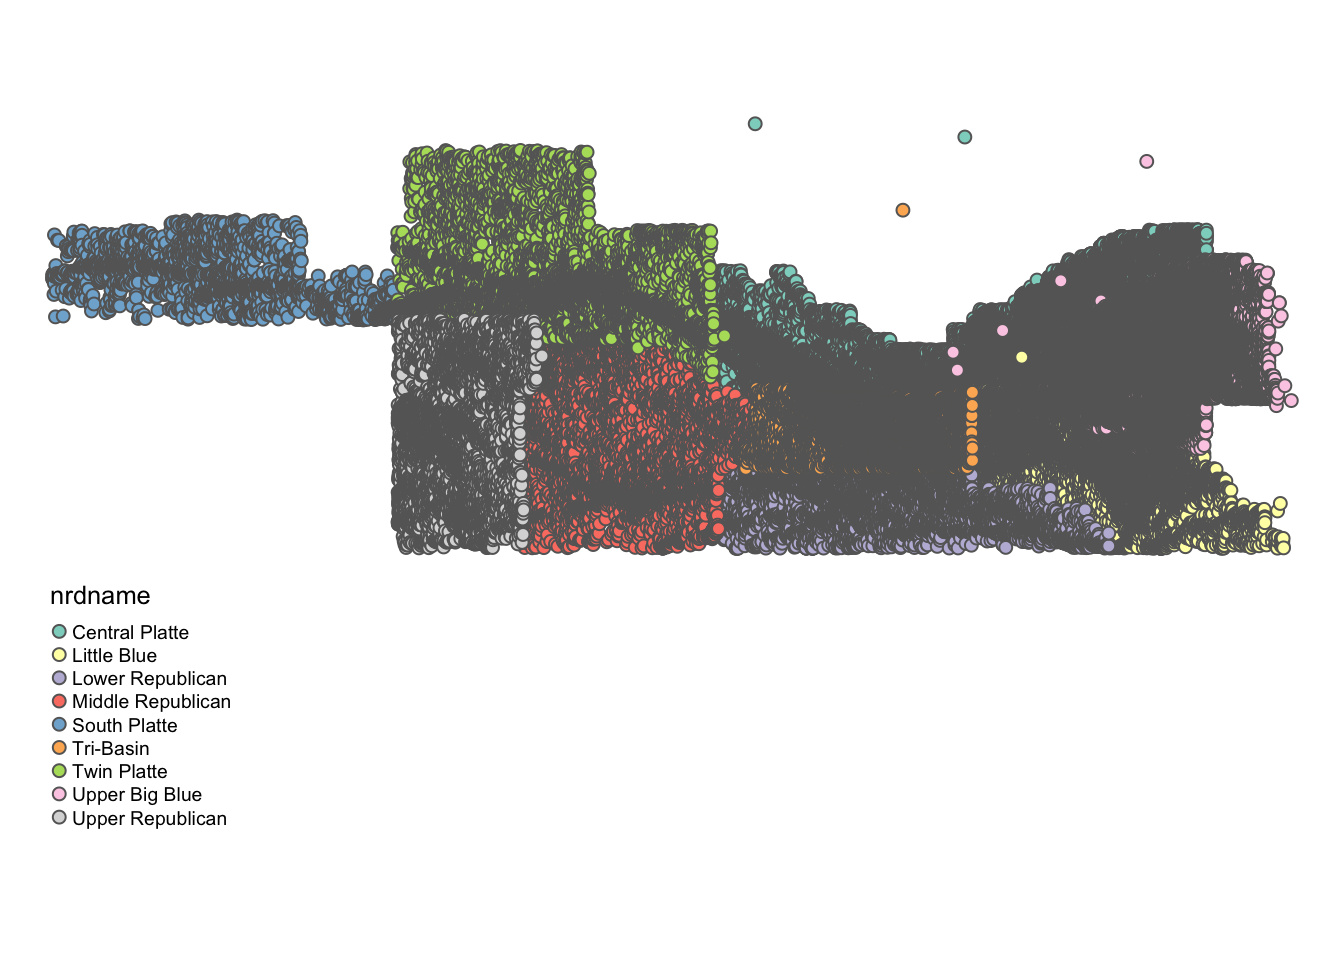 nrdname
Central Platte
Little Blue
Lower Republican
Middle Republican
South Platte
Tri-Basin
Twin Platte
Upper Big Blue
Upper Republican